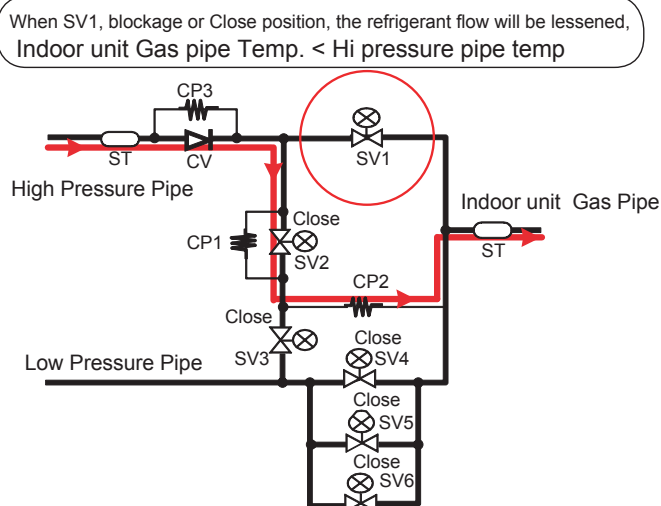 When SV1, blockage or Close position, the refrigerant flow will be lessened,
Indoor unit Gas pipe Temp. < Hi pressure pipe temp
CP3
ST
CV
SV1
High Pressure Pipe
Indoor unit Gas Pipe
ST
Close
CP1
SV2
CP2
Close
SV3
Close
SV4
Low Pressure Pipe
Close
SV5
Close
SV6